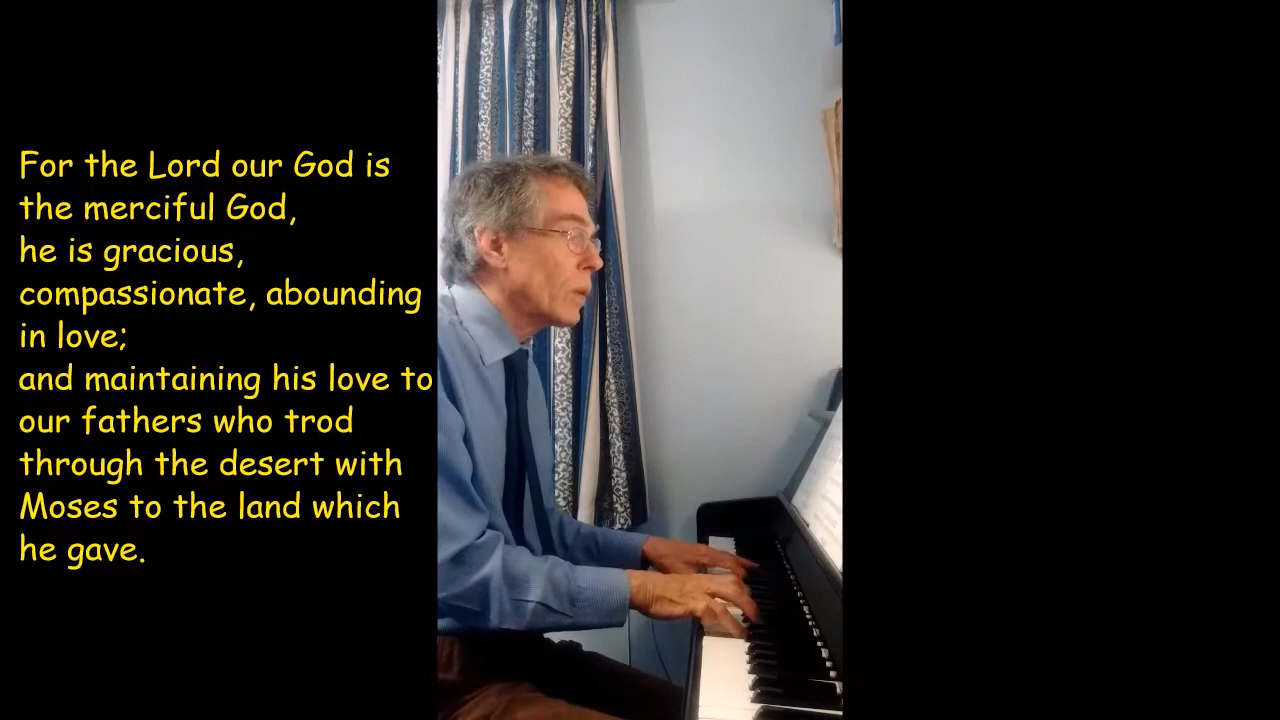 For the Lord our God is
the merciful God,
he is gracious,
compassionate, abounding
in love;
and maintaining his love to
our fathers who trod
through the desert with
Moses to the land which
he gave.